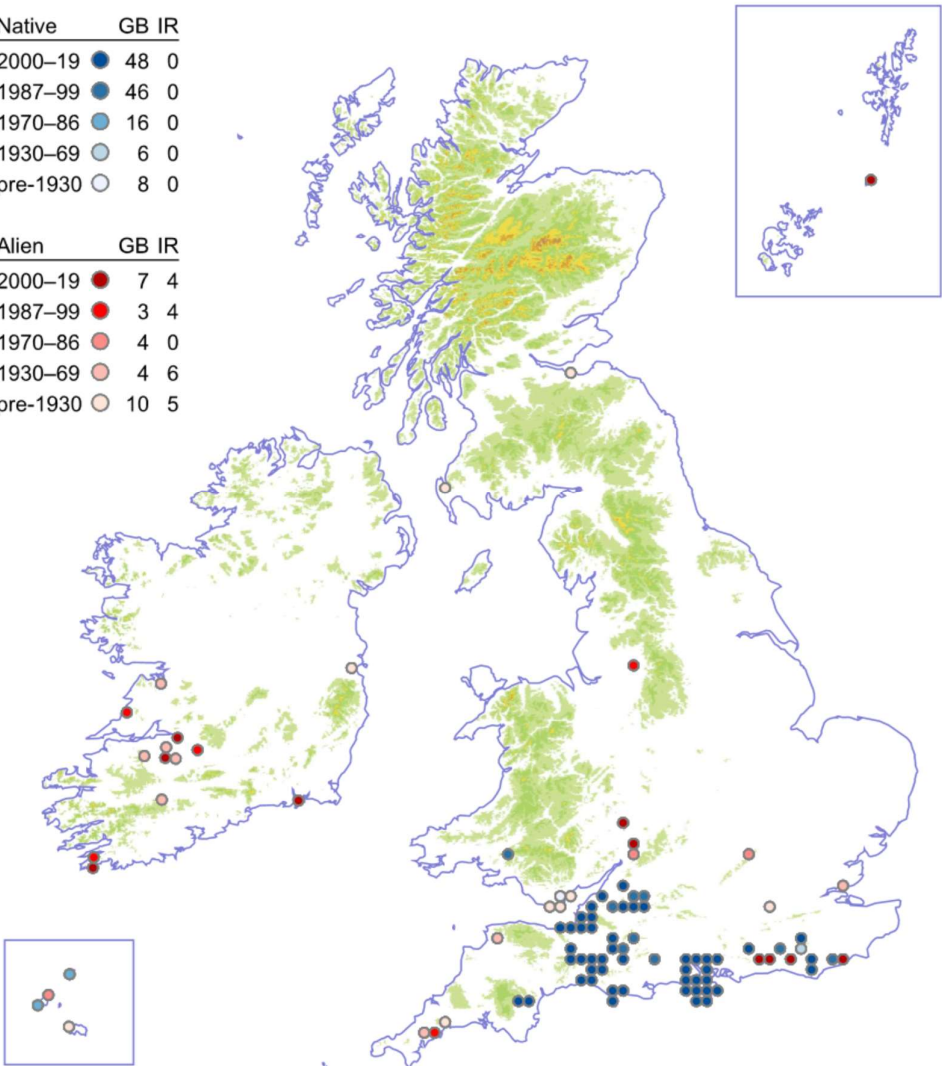 Native GB IR
2000–19 48 0
1987–99 46 0
1970–86 16 0
1930–69 6 0
pre-1930 8 0
Alien GB IR
2000–19 7 4
1987–99 3 4
1970–86 4 0
1930–69 4 6
pre-1930 10 5